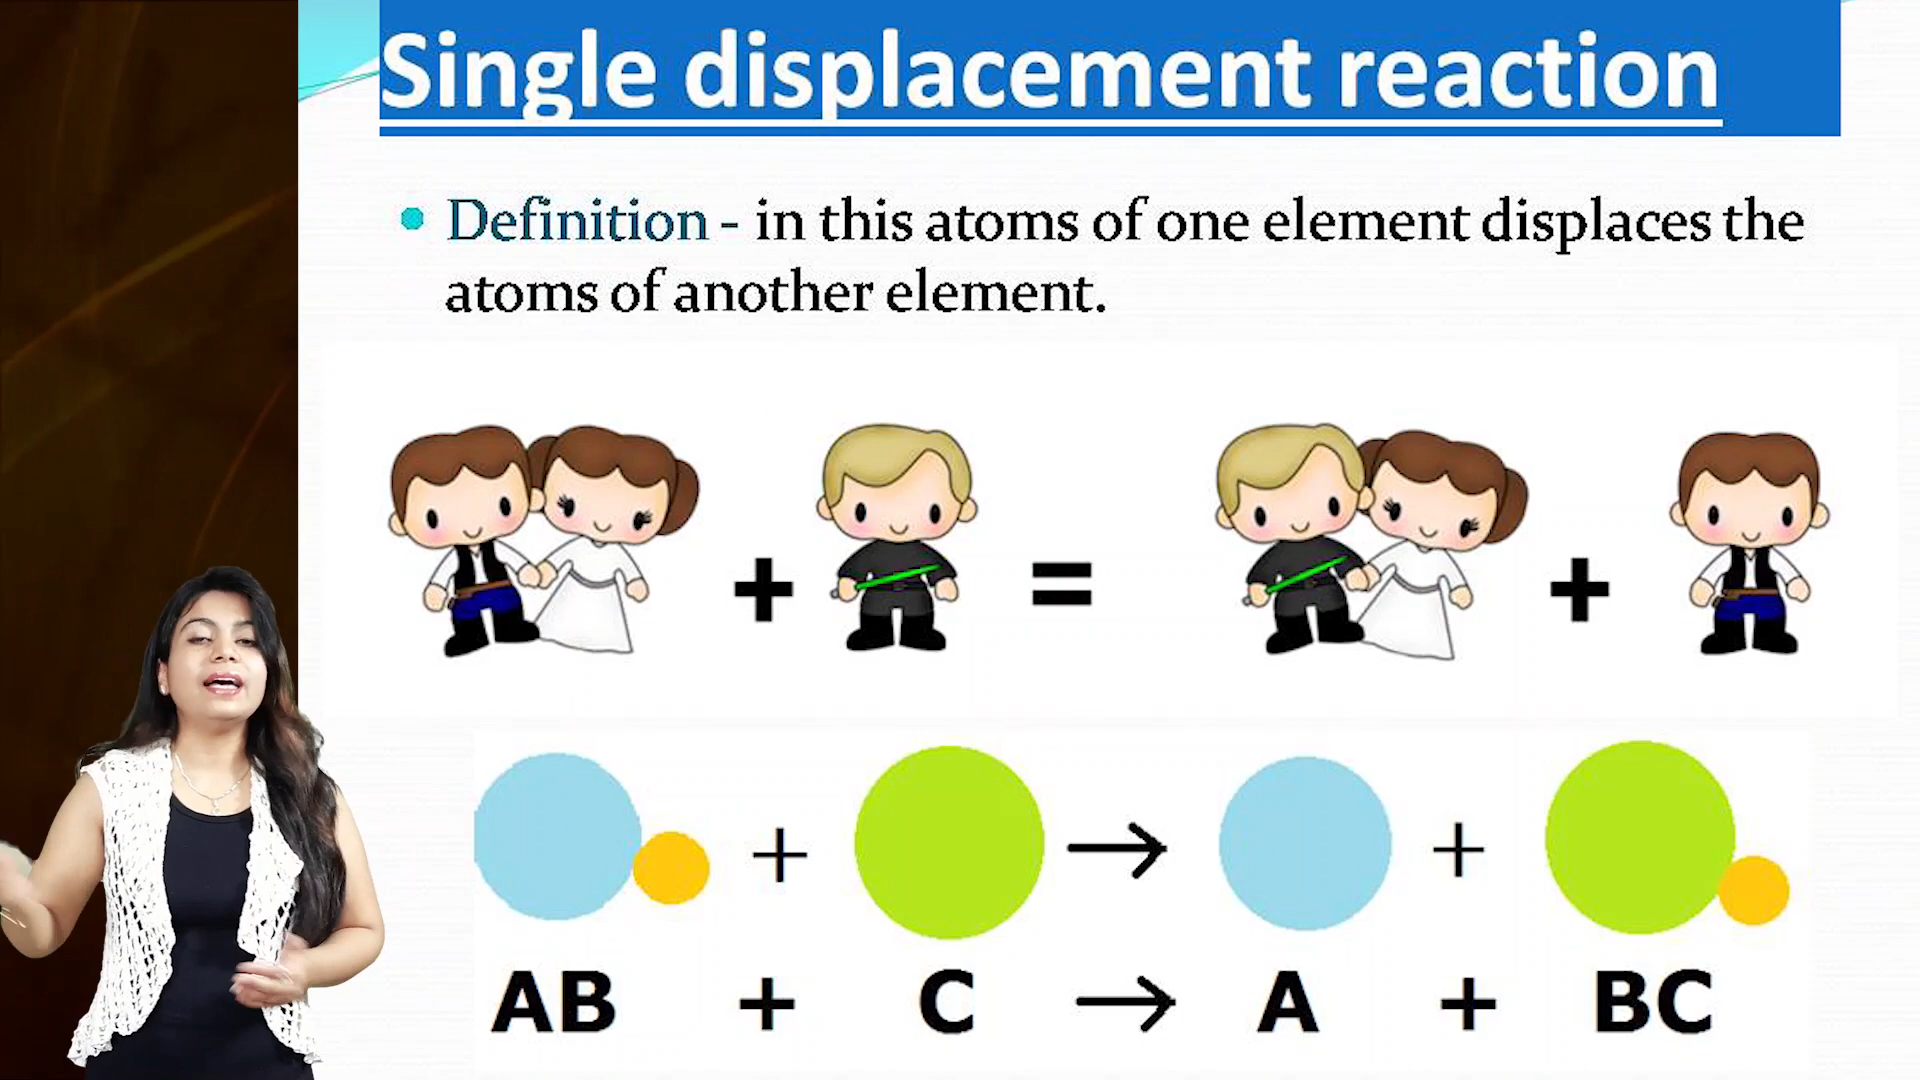 Single displacement reaction
• Definition - in this atoms of one element displaces the
atoms of another element.
+ = +
+ → +
AB + C → A + BC